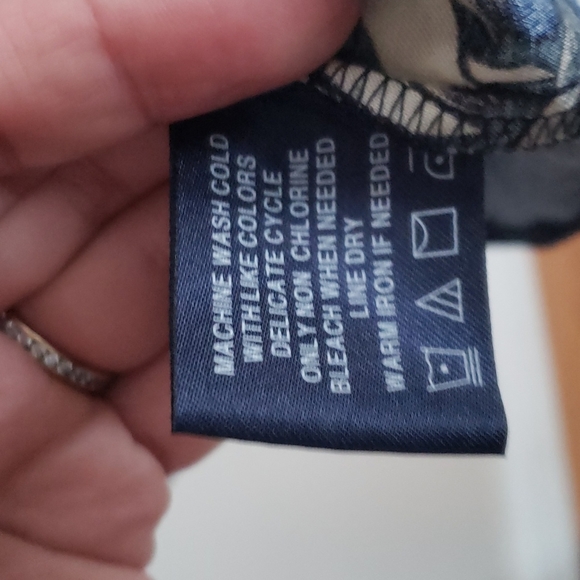 MACHINE WASH COLD
WITH LIKE COLORS
DELICATE CYCLE
ONLY NON CHLORINE
BLEACH WHEN NEEDED
LINE DRY
WARM IRON IF NEEDED